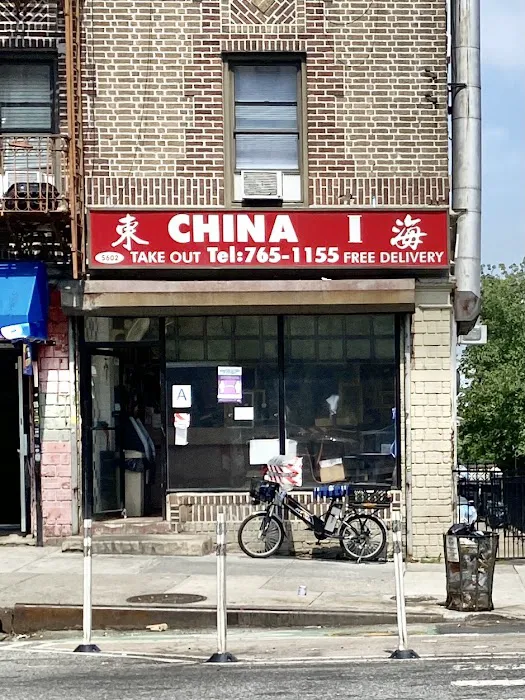 東 CHINA I 海
5602 TAKE OUT Tel:765-1155 FREE DELIVERY
A